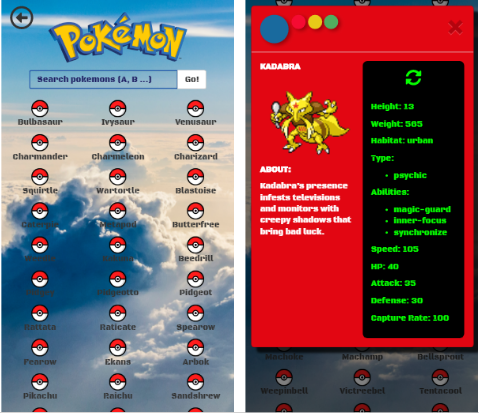 POKéMON
Search pokemons (A, B ...)
Go!
Bulbasaur
Ivysaur
Venusaur
Charmander
Charmeleon
Charizard
Squirtle
Wartortle
Blastoise
Metapod
Butterfree
Beedrill
Pidgeotto
Pidgeot
Rattata
Raticate
Spearow
Fearow
Ekans
Arbok
Pikachu
Raichu
Sandshrew
KADABRA
ABOUT:
Kadabra's presence
infests televisions
and monitors with
creepy shadows that
bring bad luck.
Height: 13
Weight: 565
Habitat: urban
Type:
psychic
Abilities:
magic-guard
inner-focus
synchronize
Speed: 105
HP: 40
Attack: 35
Defense: 30
Capture Rate: 100
Machoke
Machamp
Bellsprout
Weepinbell
Victreebel
Tentacool